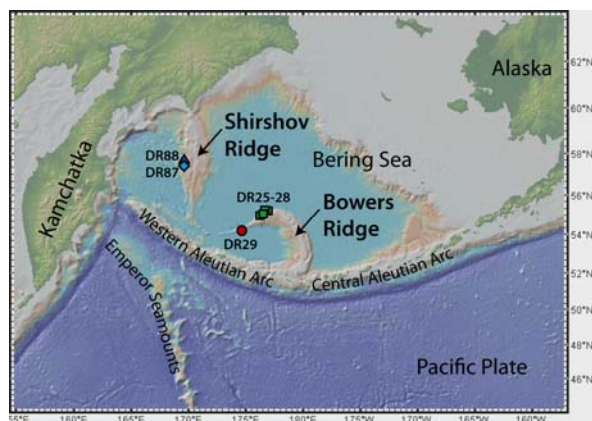 Alaska
62°N
60°N
Shirshov
Ridge
Bering Sea
58°N
DR88
DR87
Kamchatka
DR25-28
Bowers
Ridge
56°N
DR29
54°N
Western Aleutian Arc
Central Aleutian Arc
52°N
Emperor Seamounts
50°N
48°N
Pacific Plate
46°N
55°E
160°E
165°E
170°E
175°E
180°E
175°W
170°W
165°W
160°W